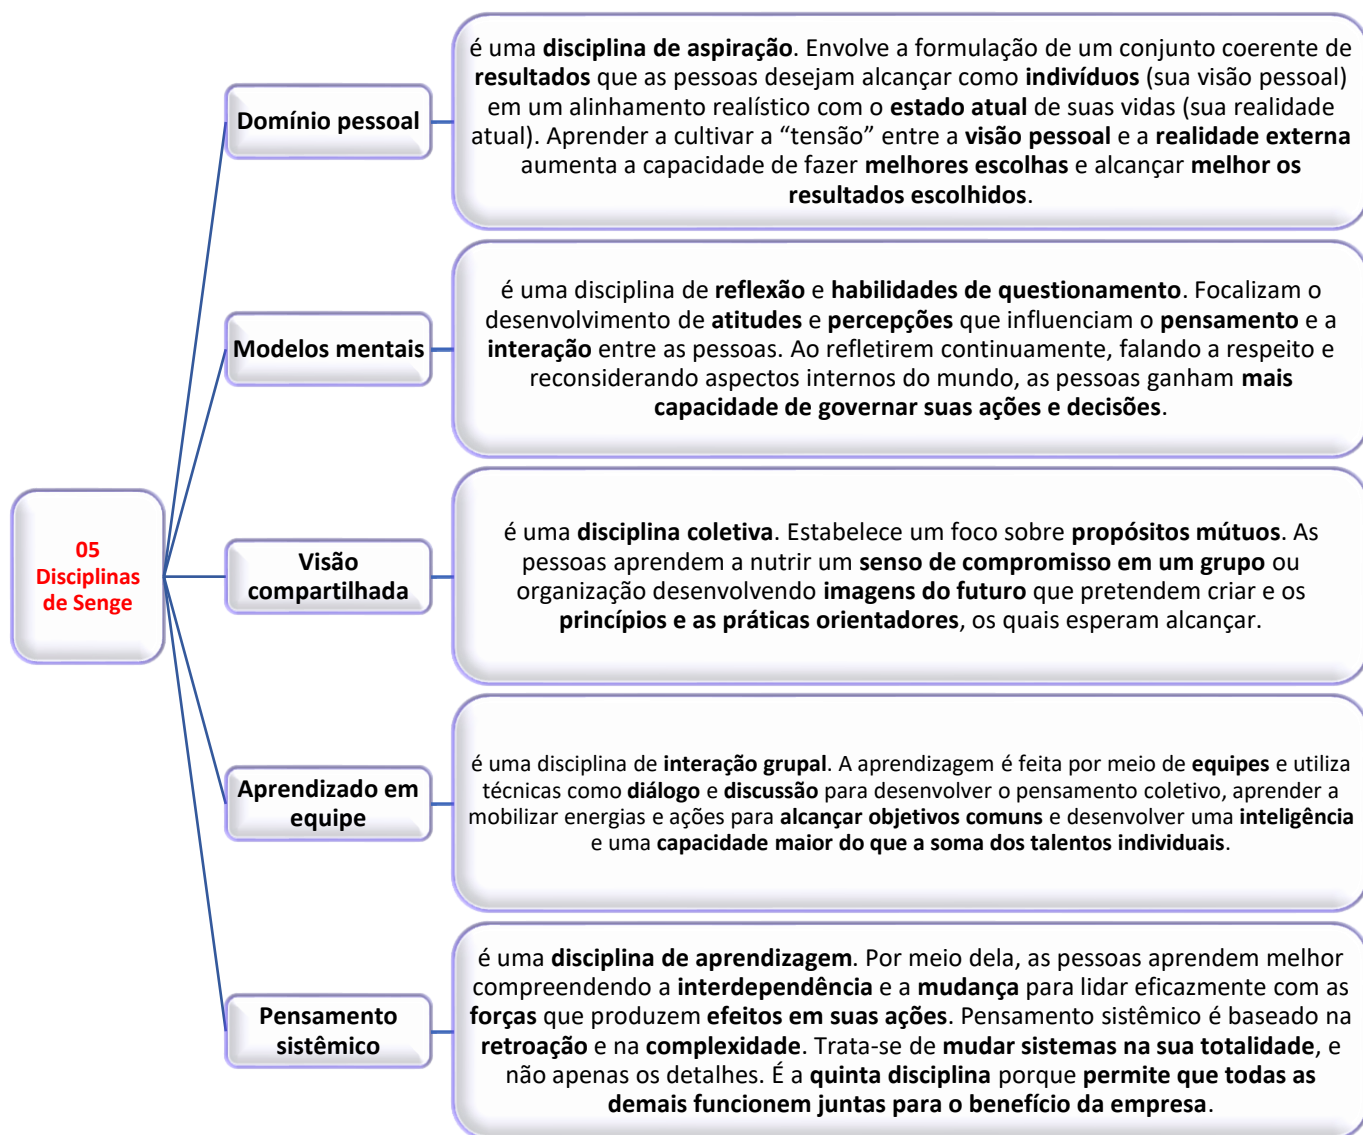 é uma disciplina de aspiração. Envolve a formulação de um conjunto coerente de
resultados que as pessoas desejam alcançar como indivíduos (sua visão pessoal)
em um alinhamento realístico com o estado atual de suas vidas (sua realidade
atual). Aprender a cultivar a “tensão” entre a visão pessoal e a realidade externa
aumenta a capacidade de fazer melhores escolhas e alcançar melhor os
resultados escolhidos.
Domínio pessoal
é uma disciplina de reflexão e habilidades de questionamento. Focalizam o
desenvolvimento de atitudes e percepções que influenciam o pensamento e a
interação entre as pessoas. Ao refletirem continuamente, falando a respeito e
reconsiderando aspectos internos do mundo, as pessoas ganham mais
capacidade de governar suas ações e decisões.
Modelos mentais
05
Disciplinas
de Senge
Visão
compartilhada
é uma disciplina coletiva. Estabelece um foco sobre propósitos mútuos. As
pessoas aprendem a nutrir um senso de compromisso em um grupo ou
organização desenvolvendo imagens do futuro que pretendem criar e os
princípios e as práticas orientadores, os quais esperam alcançar.
Aprendizado em
equipe
é uma disciplina de interação grupal. A aprendizagem é feita por meio de equipes e utiliza
técnicas como diálogo e discussão para desenvolver o pensamento coletivo, aprender a
mobilizar energias e ações para alcançar objetivos comuns e desenvolver uma inteligência
e uma capacidade maior do que a soma dos talentos individuais.
Pensamento
sistêmico
é uma disciplina de aprendizagem. Por meio dela, as pessoas aprendem melhor
compreendendo a interdependência e a mudança para lidar eficazmente com as
forças que produzem efeitos em suas ações. Pensamento sistêmico é baseado na
retroação e na complexidade. Trata-se de mudar sistemas na sua totalidade, e
não apenas os detalhes. É a quinta disciplina porque permite que todas as
demais funcionem juntas para o benefício da empresa.